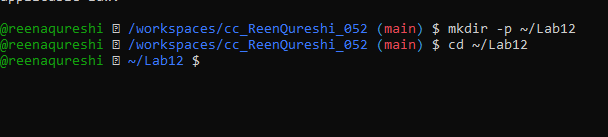 @reenaqureshi ➜ /workspaces/cc_ReenQureshi_052 (main) $ mkdir -p ~/Lab12
@reenaqureshi ➜ /workspaces/cc_ReenQureshi_052 (main) $ cd ~/Lab12
@reenaqureshi ➜ ~/Lab12 $